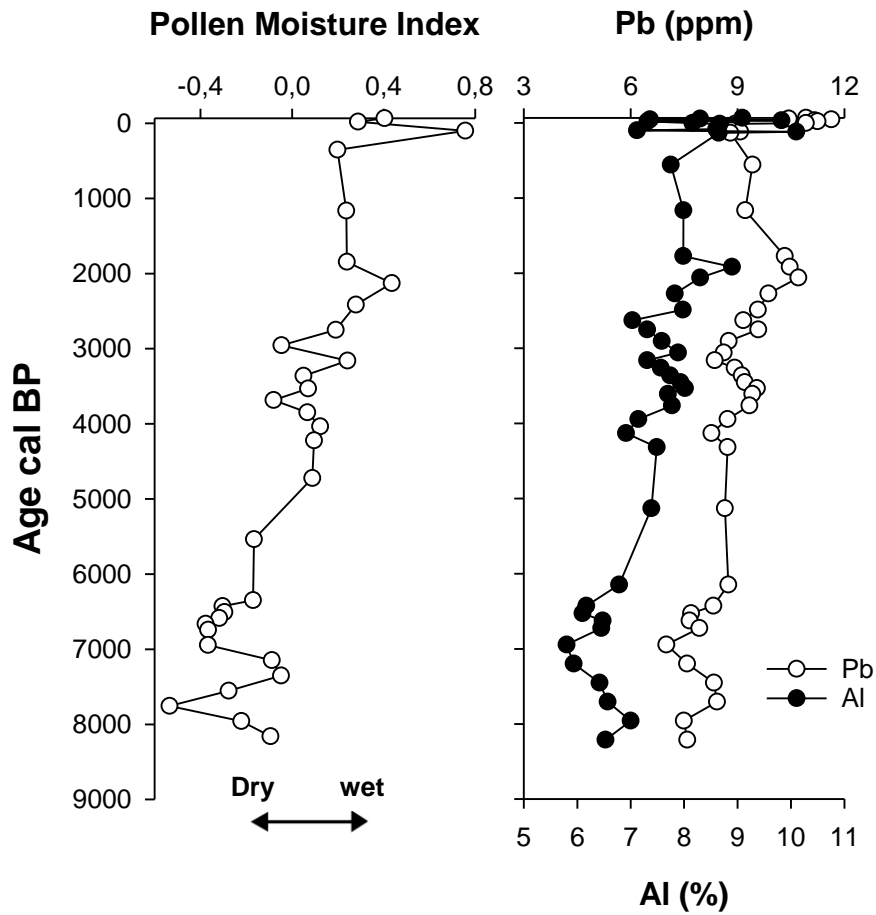 Pollen Moisture Index
Pb (ppm)
-0,4 0,0 0,4 0,8
3 6 9 12
Age cal BP
0
1000
2000
3000
4000
5000
6000
7000
8000
9000
Pb
Al
Dry wet
5 6 7 8 9 10 11
Al (%)